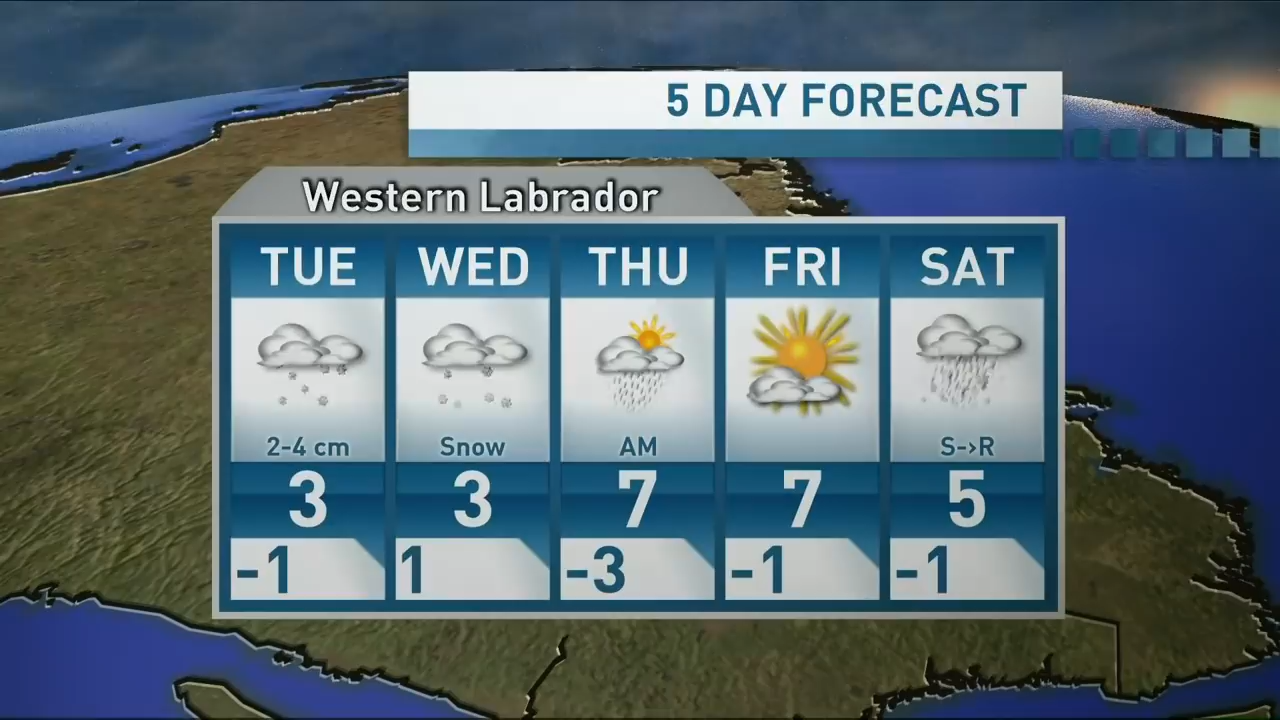 5 DAY FORECAST
Western Labrador
TUE WED THU FRI SAT
2-4 cm Snow AM S->R
3 3 7 7 5
-1 1 -3 -1 -1